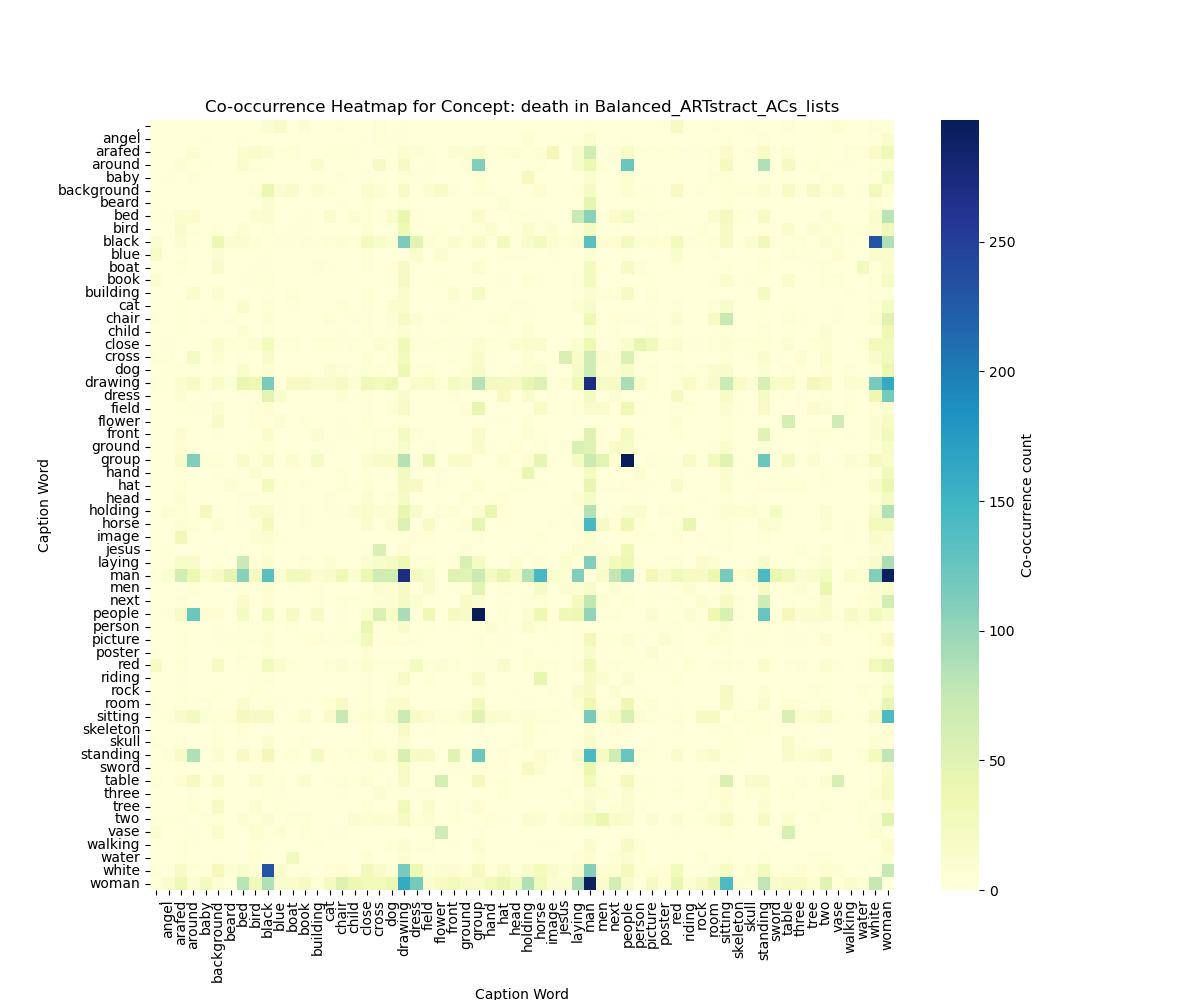 Co-occurrence Heatmap for Concept: death in Balanced_ARTstract_ACs_lists
Caption Word
,
angel
arafed
around
baby
background
beard
bed
bird
black
blue
boat
book
building
cat
chair
child
close
cross
dog
drawing
dress
field
flower
front
ground
group
hand
hat
head
holding
horse
image
jesus
laying
man
men
next
people
person
picture
poster
red
riding
rock
room
sitting
skeleton
skull
standing
sword
table
three
tree
two
vase
walking
water
white
woman
,
angel
arafed
around
baby
background
beard
bed
bird
black
blue
boat
book
building
cat
chair
child
close
cross
dog
drawing
dress
field
flower
front
ground
group
hand
hat
head
holding
horse
image
jesus
laying
man
men
next
people
person
picture
poster
red
riding
rock
room
sitting
skeleton
skull
standing
sword
table
three
tree
two
vase
walking
water
white
woman
Caption Word
250
200
150
100
50
0
Co-occurrence count